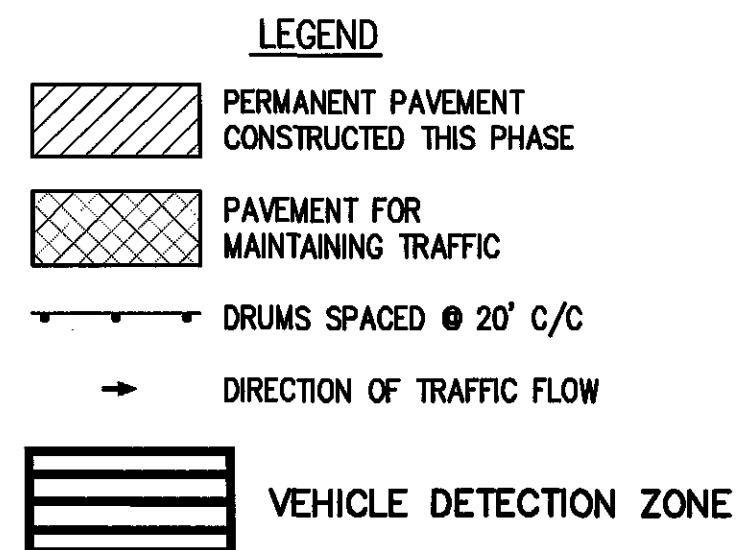 LEGEND
PERMANENT PAVEMENT
CONSTRUCTED THIS PHASE
PAVEMENT FOR
MAINTAINING TRAFFIC
DRUMS SPACED @ 20' C/C
DIRECTION OF TRAFFIC FLOW
VEHICLE DETECTION ZONE